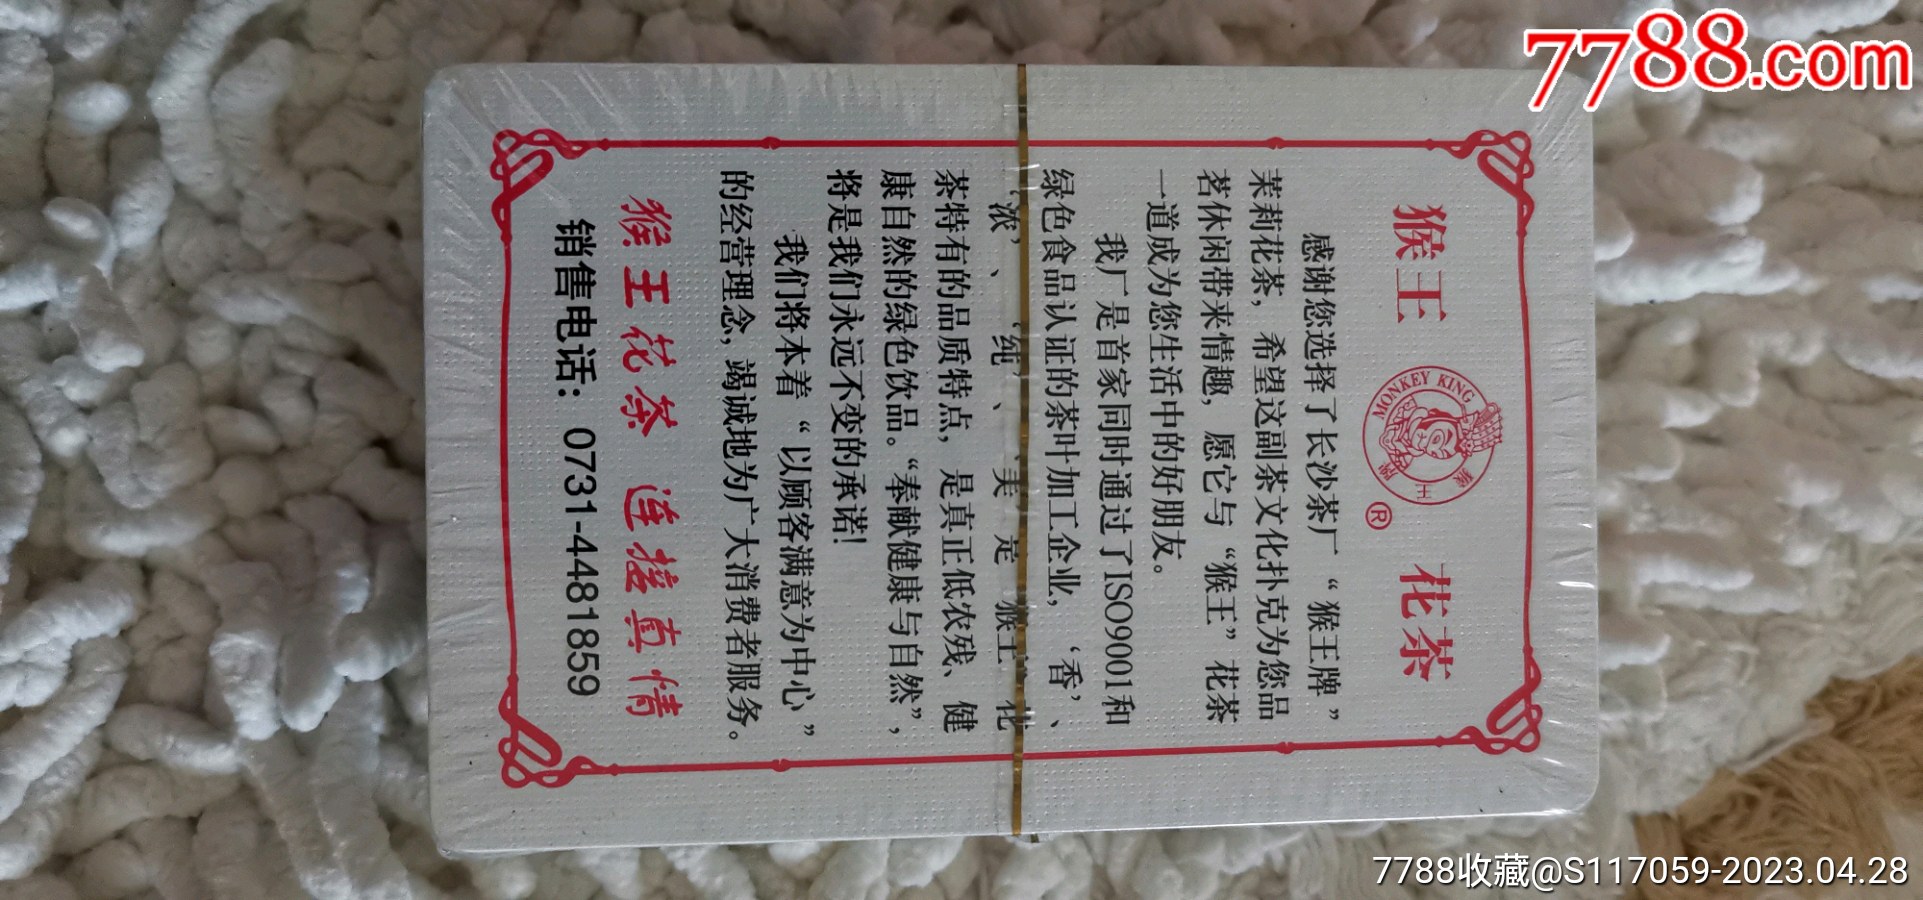 7788.com
猴王 花茶
MONKEY KING
猴王牌
®
感谢您选择了长沙茶厂“猴王牌”
茉莉花茶，希望这副茶文化扑克为您品
茗休闲带来情趣，愿它与“猴王”花茶
一道成为您生活中的好朋友。
我厂是首家同时通过了ISO9001和
绿色食品认证的茶叶加工企业，‘香’、
‘浓’、‘纯’、‘美’是‘猴王’花
茶特有的品质特点，是真正低农残、健
康自然的绿色饮品。“奉献健康与自然”，
将是我们永远不变的承诺！
我们将本着“以顾客满意为中心”
的经营理念，竭诚地为广大消费者服务。
猴王花茶 连接真情
销售电话：0731-4481859
7788收藏@S117059-2023.04.28